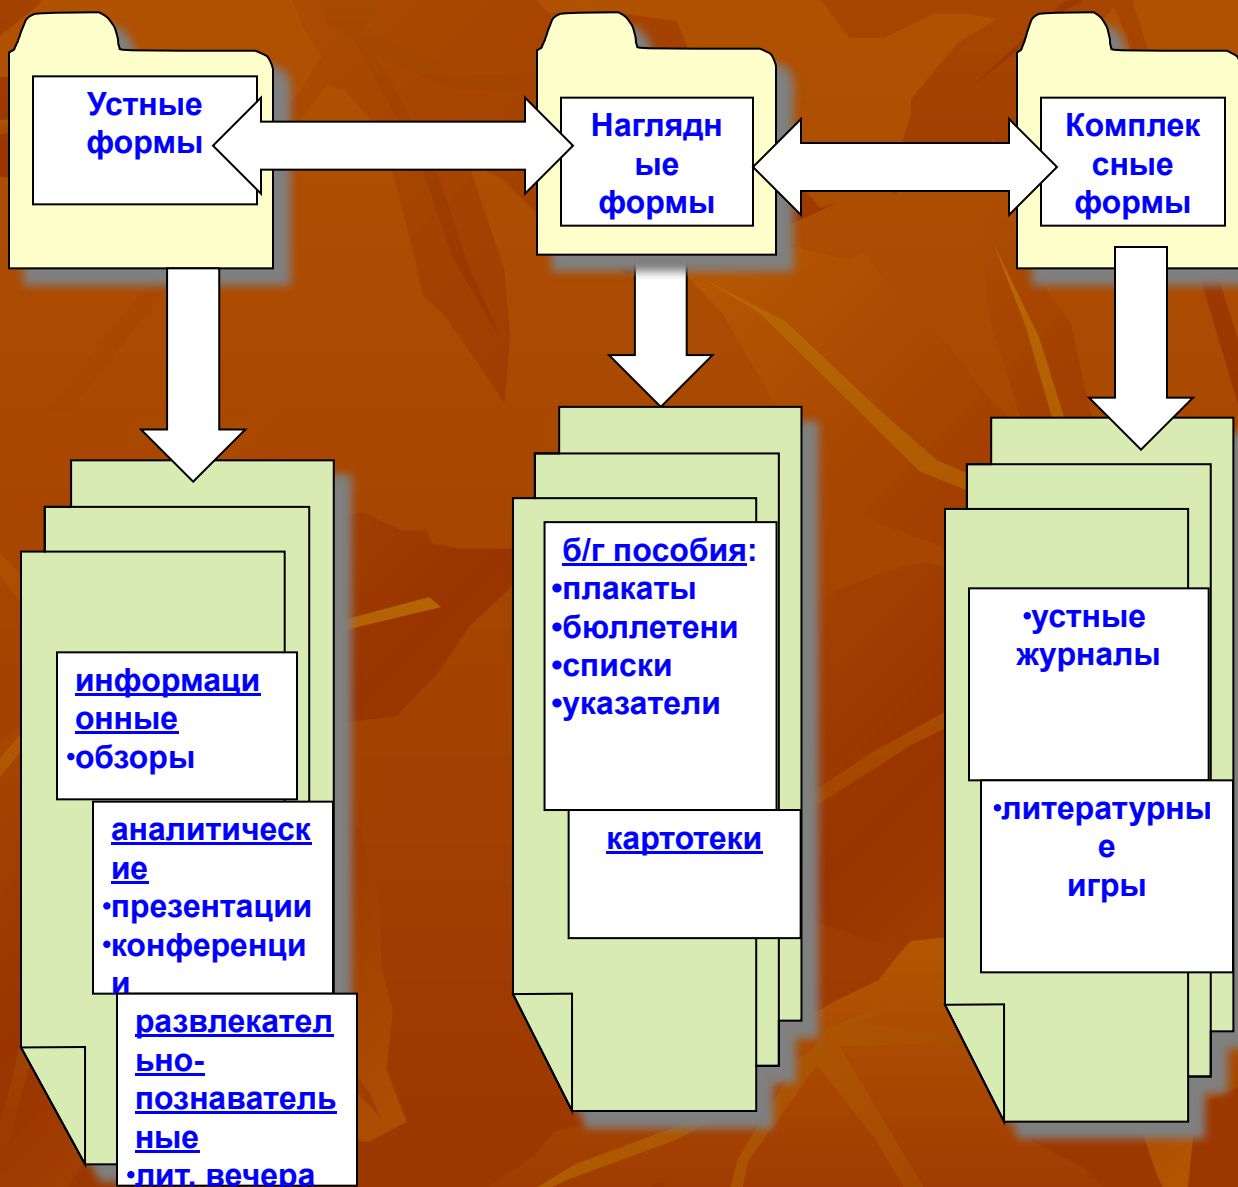 Устные
формы
Наглядн
ые
формы
Комплек
сные
формы
информаци
онные
•обзоры
аналитическ
ие
•презентации
•конференци
и
развлекател
ьно-
познаватель
ные
•лит. вечера
б/г пособия:
•плакаты
•бюллетени
•списки
•указатели
картотеки
•устные
журналы
•литературны
е
игры